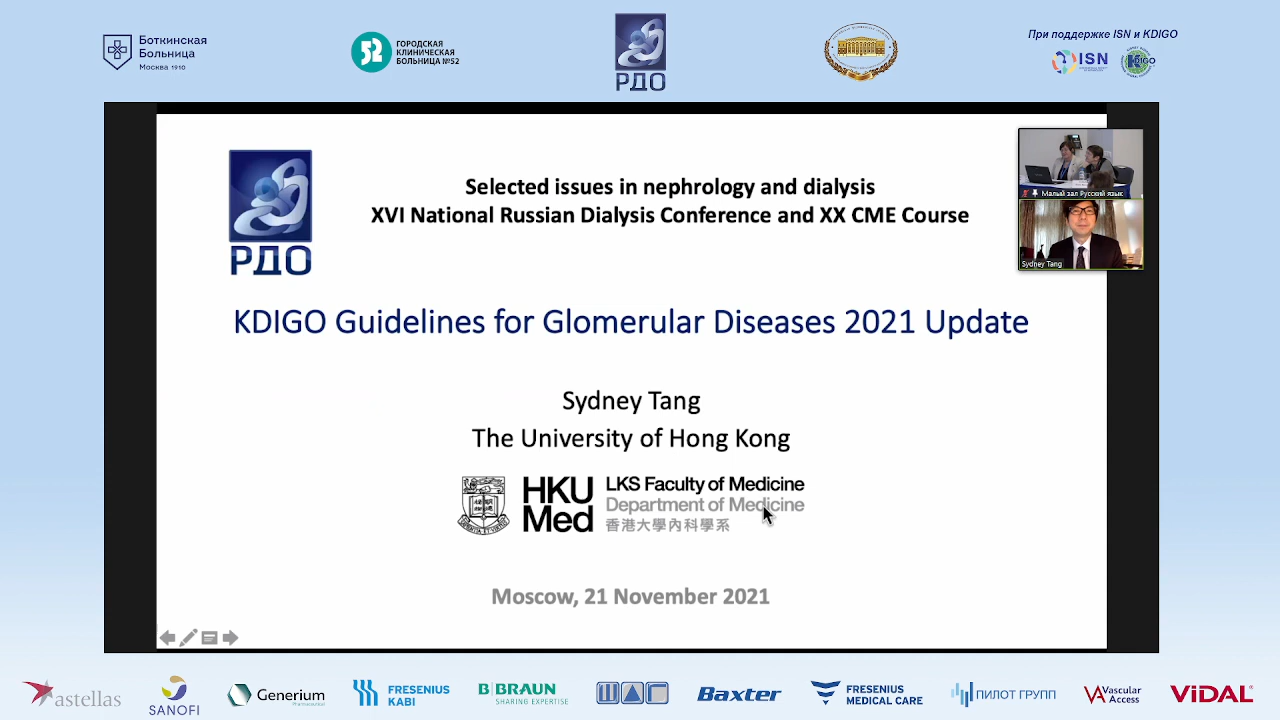 Боткинская
Больница
Москва 1910
52
ГОРОДСКАЯ
КЛИНИЧЕСКАЯ
БОЛЬНИЦА №52
РДО
При поддержке ISN и KDIGO
ISN
KDIGO
РДО
Selected issues in nephrology and dialysis
XVI National Russian Dialysis Conference and XX CME Course
Малый зал Русский язык
Sydney Tang
KDIGO Guidelines for Glomerular Diseases 2021 Update
Sydney Tang
The University of Hong Kong
HKU
Med
LKS Faculty of Medicine
Department of Medicine
香港大學內科學系
Moscow, 21 November 2021
astellas
SANOFI
Generium
Pharmaceutical
FRESENIUS
KABI
B|BRAUN
SHARING EXPERTISE
ШАГ
Baxter
FRESENIUS
MEDICAL CARE
ПИЛОТ ГРУПП
VA Vascular
Access
ViDAL